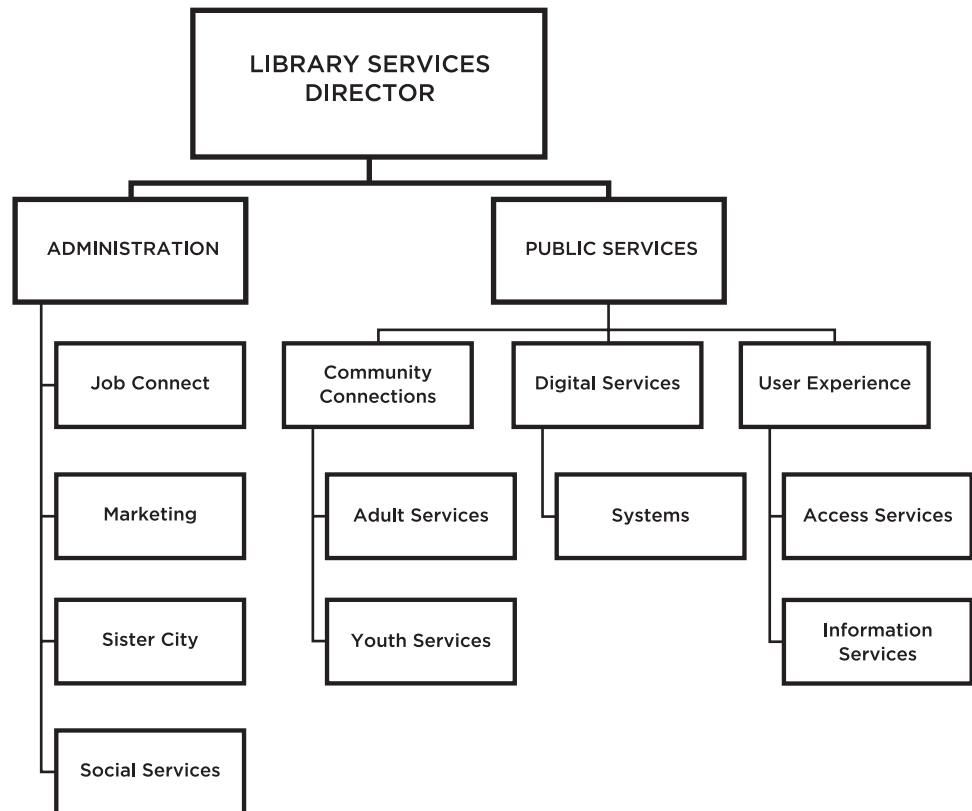 LIBRARY SERVICES
DIRECTOR
ADMINISTRATION
PUBLIC SERVICES
Job Connect
Marketing
Sister City
Social Services
Community
Connections
Adult Services
Youth Services
Digital Services
Systems
User Experience
Access Services
Information
Services